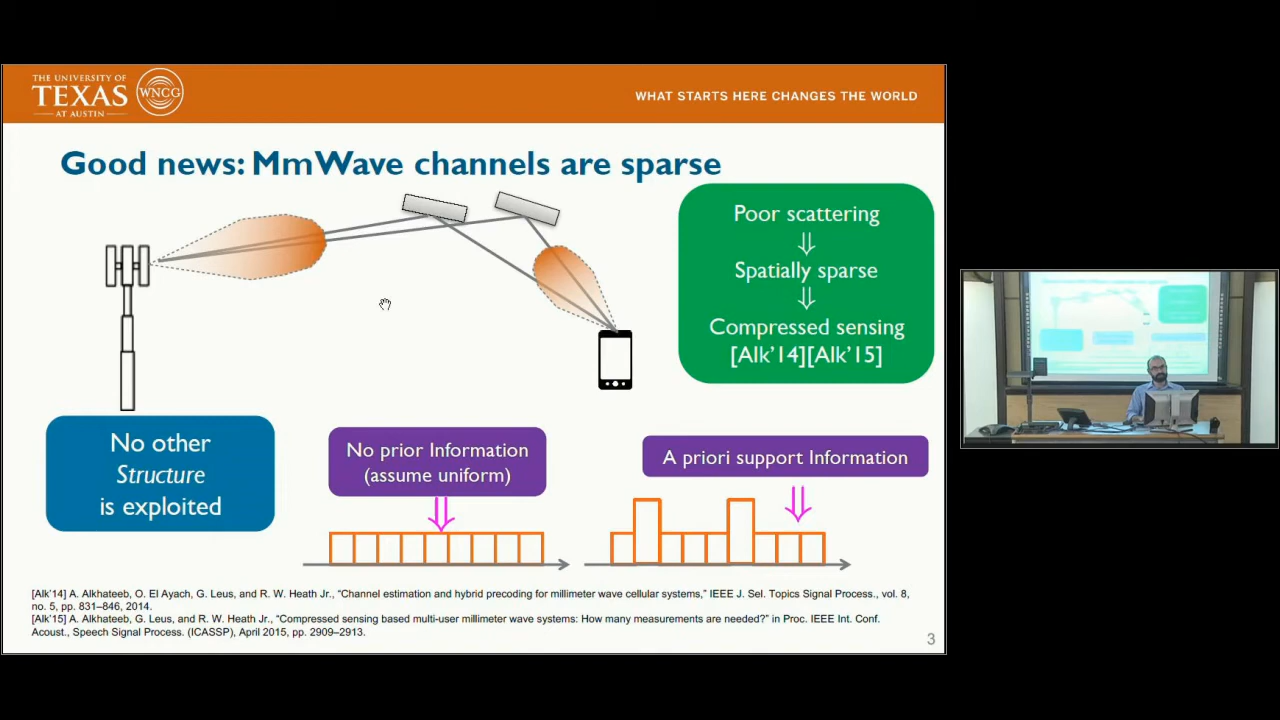 THE UNIVERSITY OF
TEXAS
AT AUSTIN
WNCG
WHAT STARTS HERE CHANGES THE WORLD
Good news: MmWave channels are sparse
Poor scattering
⇓
Spatially sparse
⇓
Compressed sensing
[Alk'14][Alk'15]
No other
Structure
is exploited
No prior Information
(assume uniform)
A priori support Information
[Alk'14] A. Alkhateeb, O. El Ayach, G. Leus, and R. W. Heath Jr., "Channel estimation and hybrid precoding for millimeter wave cellular systems," IEEE J. Sel. Topics Signal Process., vol. 8,
no. 5, pp. 831–846, 2014.
[Alk'15] A. Alkhateeb, G. Leus, and R. W. Heath Jr., "Compressed sensing based multi-user millimeter wave systems: How many measurements are needed?" in Proc. IEEE Int. Conf.
Acoust., Speech Signal Process. (ICASSP), April 2015, pp. 2909–2913.
3